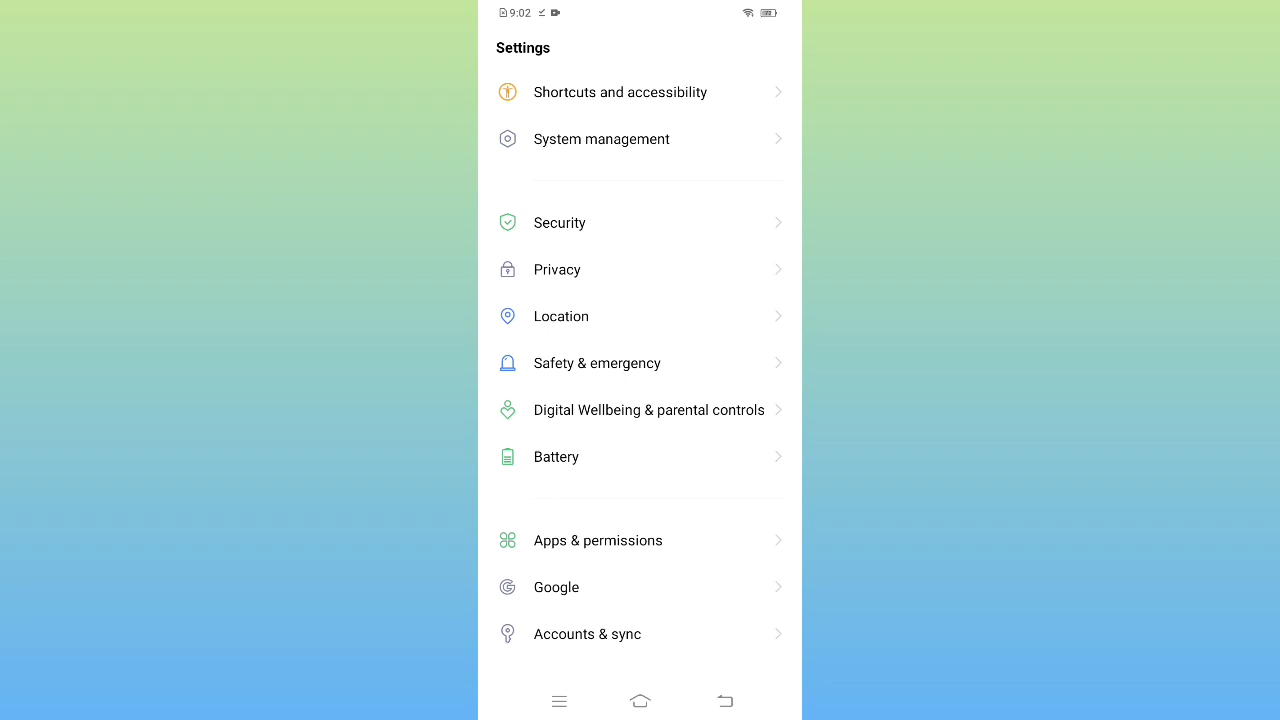 9:02
Settings
Shortcuts and accessibility
System management
Security
Privacy
Location
Safety & emergency
Digital Wellbeing & parental controls
Battery
Apps & permissions
Google
Accounts & sync